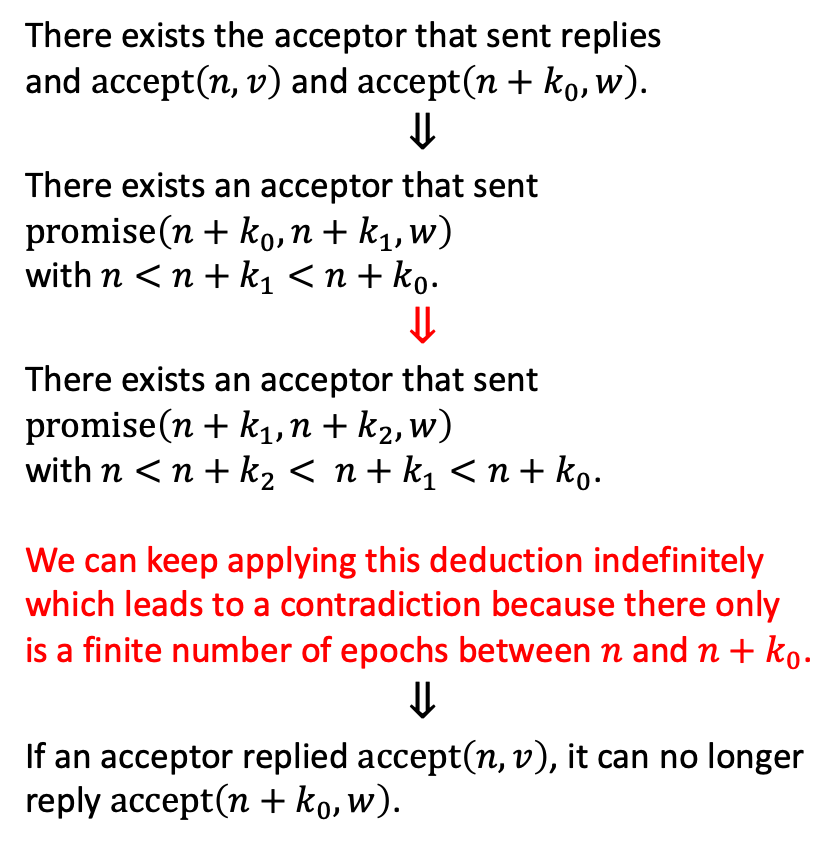 There exists the acceptor that sent replies
and accept(n, v) and accept(n + k₀, w).
⇓
There exists an acceptor that sent
promise(n + k₀, n + k₁, w)
with n < n + k₁ < n + k₀.
⇓
There exists an acceptor that sent
promise(n + k₁, n + k₂, w)
with n < n + k₂ < n + k₁ < n + k₀.
We can keep applying this deduction indefinitely
which leads to a contradiction because there only
is a finite number of epochs between n and n + k₀.
⇓
If an acceptor replied accept(n, v), it can no longer
reply accept(n + k₀, w).